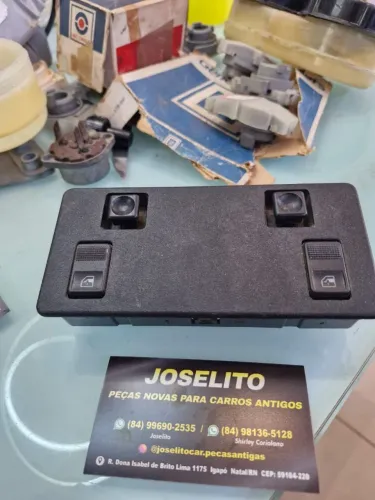 JOSELITO
PEÇAS NOVAS PARA CARROS ANTIGOS
(84) 99690-2535 / (84) 98136-5128
Joselito Shirley Coriolano
@joselitocar.pecasantigas
R. Dona Isabel de Brito Lima 1175 Igapó Natal/RN CEP: 59104-320